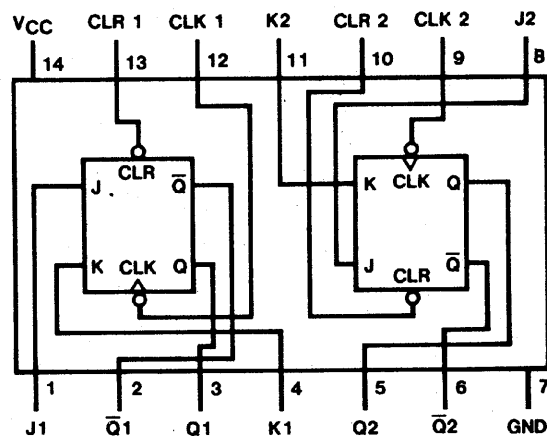 VCC CLR 1 CLK 1 K2 CLR 2 CLK 2 J2
14 13 12 11 10 9 8
CLR
J Q̅ K CLK Q
K CLK Q J CLR Q̅
1 2 3 4 5 6 7
J1 Q̅1 Q1 K1 Q2 Q̅2 GND